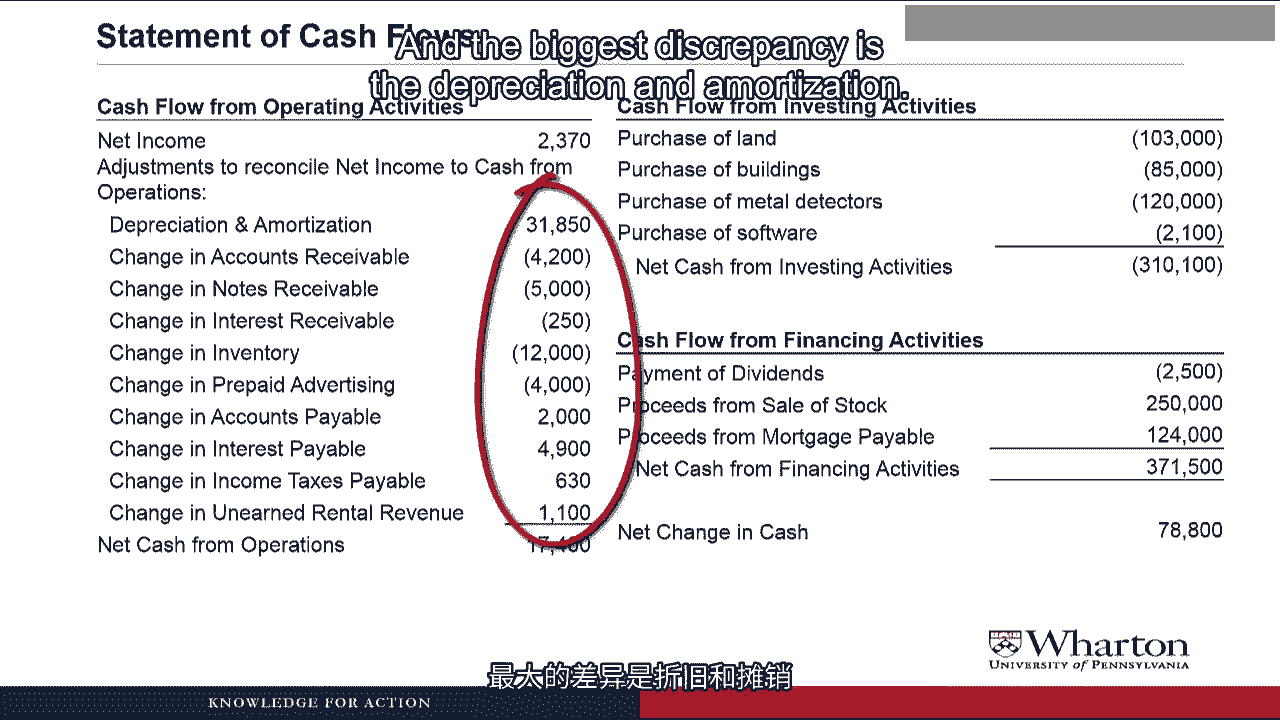 Statement of Cash Flows
And the biggest discrepancy is
the depreciation and amortization.
Cash Flow from Operating Activities
Net Income 2,370
Adjustments to reconcile Net Income to Cash from
Operations:
Depreciation & Amortization 31,850
Change in Accounts Receivable (4,200)
Change in Notes Receivable (5,000)
Change in Interest Receivable (250)
Change in Inventory (12,000)
Change in Prepaid Advertising (4,000)
Change in Accounts Payable 2,000
Change in Interest Payable 4,900
Change in Income Taxes Payable 630
Change in Unearned Rental Revenue 1,100
Net Cash from Operations 17,400
Cash Flow from Investing Activities
Purchase of land (103,000)
Purchase of buildings (85,000)
Purchase of metal detectors (120,000)
Purchase of software (2,100)
Net Cash from Investing Activities (310,100)
Cash Flow from Financing Activities
Payment of Dividends (2,500)
Proceeds from Sale of Stock 250,000
Proceeds from Mortgage Payable 124,000
Net Cash from Financing Activities 371,500
Net Change in Cash 78,800
Wharton
UNIVERSITY of PENNSYLVANIA
最大的差异是折旧和摊销
KNOWLEDGE FOR ACTION